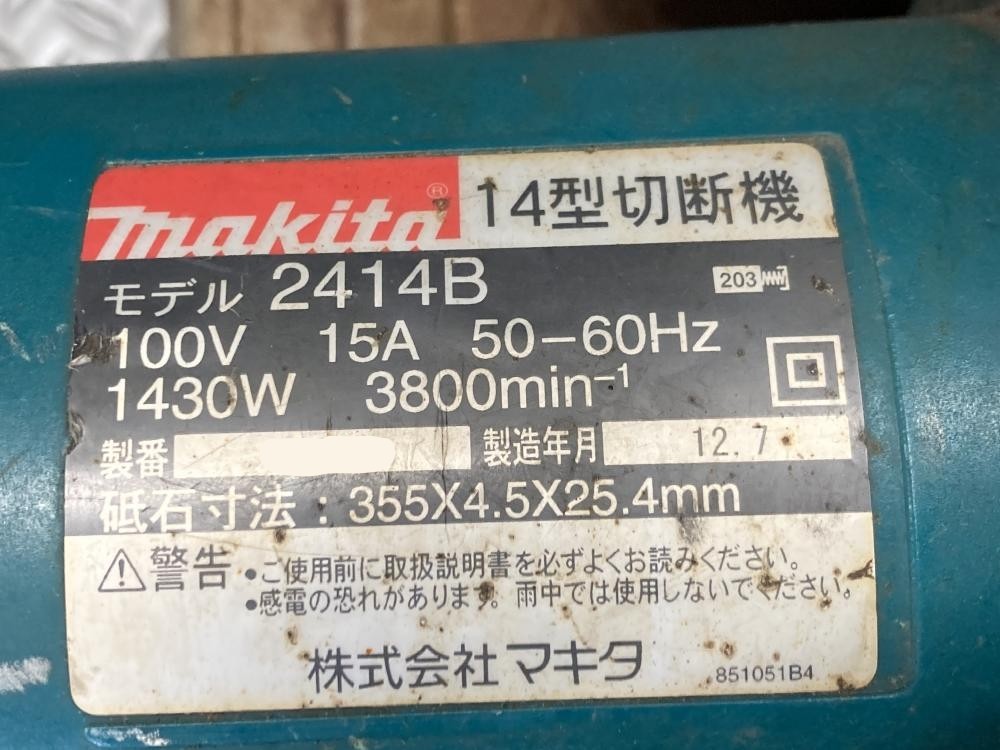 makita® 14型切断機
モデル 2414B 203
100V 15A 50-60Hz
1430W 3800min⁻¹
製番 製造年月 12.7
砥石寸法:355X4.5X25.4mm
警告 •ご使用前に取扱説明書を必ずよくお読みください。
•感電の恐れがあります。雨中では使用しないでください。
株式会社マキタ 851051B4